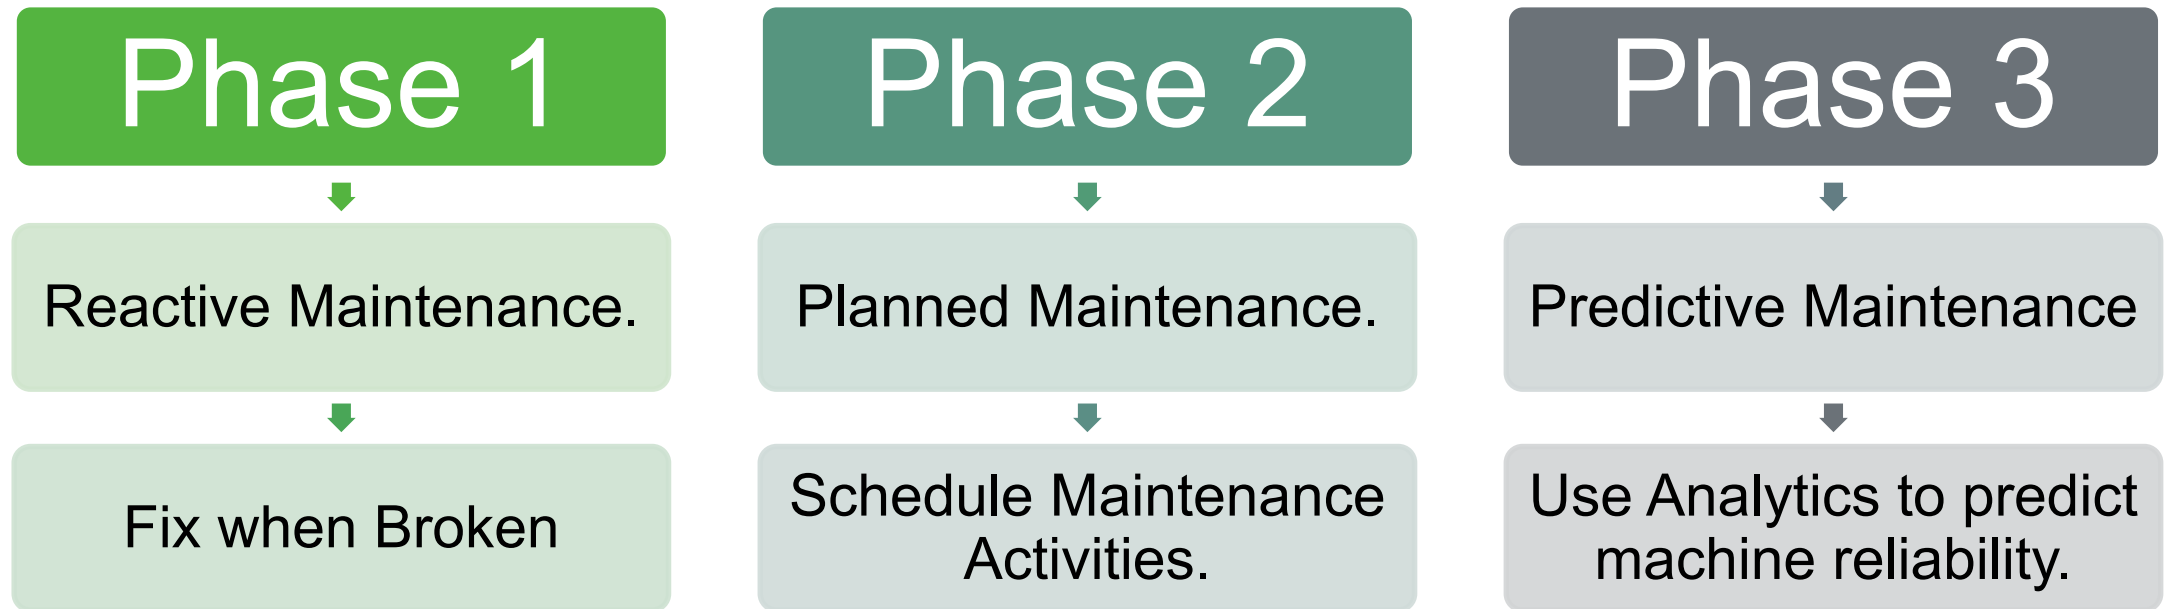 Phase 1
Reactive Maintenance.
Fix when Broken
Phase 2
Planned Maintenance.
Schedule Maintenance
Activities.
Phase 3
Predictive Maintenance
Use Analytics to predict
machine reliability.